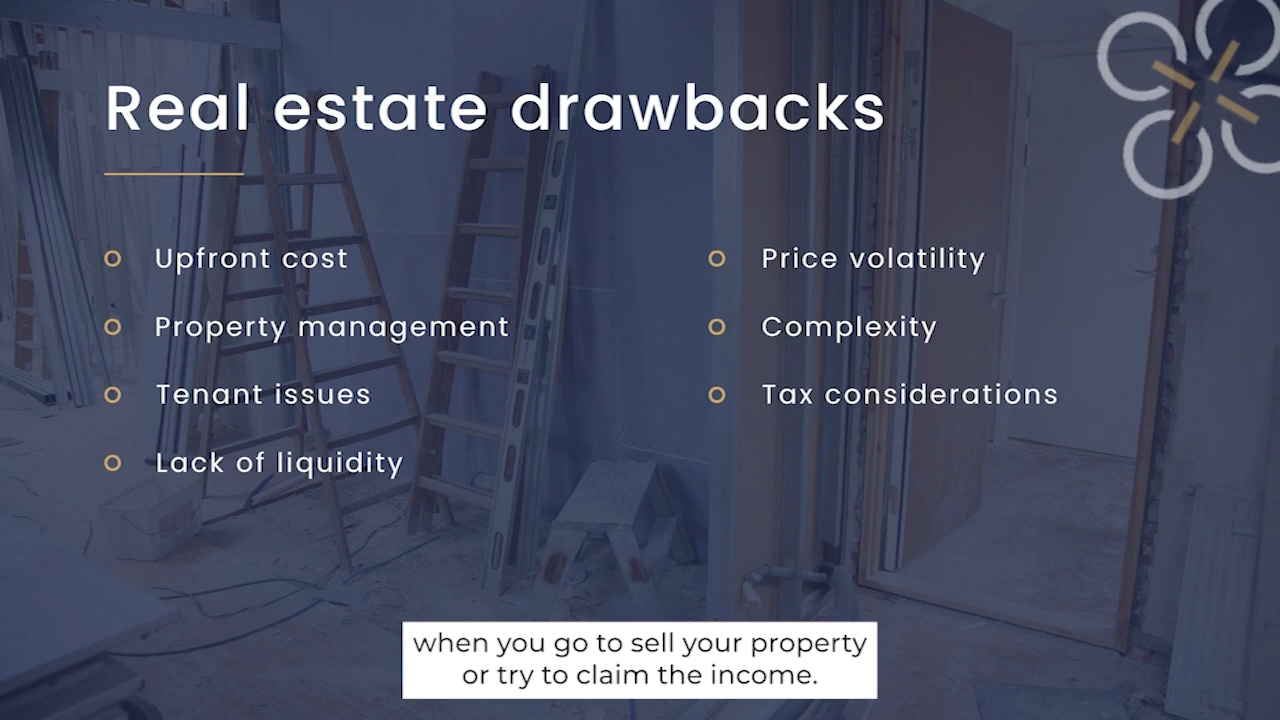 Real estate drawbacks
Upfront cost
Property management
Tenant issues
Lack of liquidity
Price volatility
Complexity
Tax considerations
when you go to sell your property
or try to claim the income.